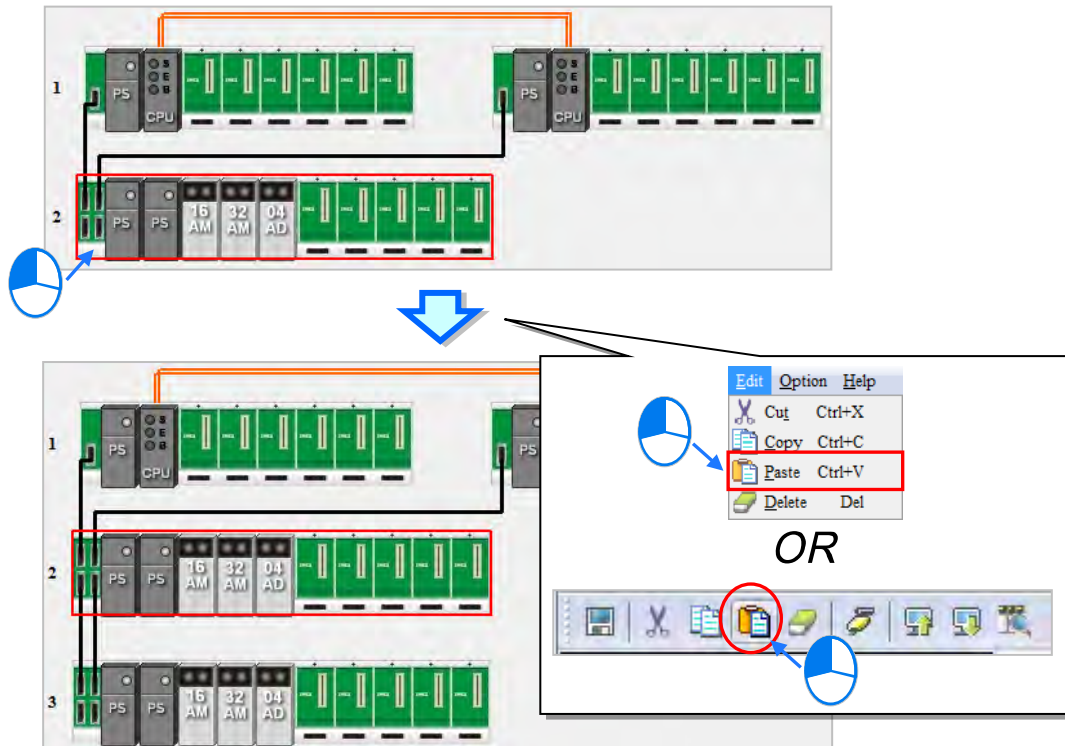 1
PS
CPU
S
E
B
PS
CPU
S
E
B
2
PS
PS
16
AM
32
AM
04
AD
1
PS
CPU
S
E
B
PS
2
PS
PS
16
AM
32
AM
04
AD
3
PS
PS
16
AM
32
AM
04
AD
Edit Option Help
Cut Ctrl+X
Copy Ctrl+C
Paste Ctrl+V
Delete Del
OR